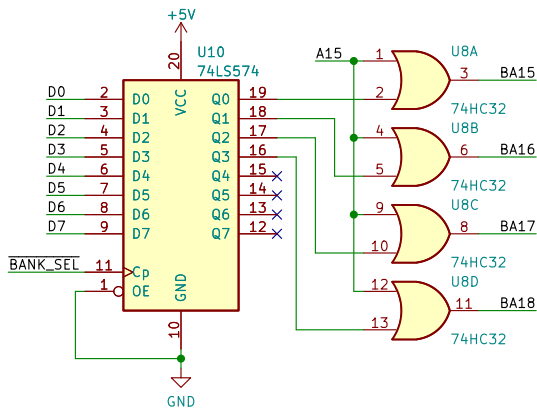 +5V
U10
74LS574
20
VCC
D0 2 D0 Q0 19
D1 3 D1 Q1 18
D2 4 D2 Q2 17
D3 5 D3 Q3 16
D4 6 D4 Q4 15
D5 7 D5 Q5 14
D6 8 D6 Q6 13
D7 9 D7 Q7 12
BANK_SEL 11 Cp
1 OE
GND
10
GND
A15
1
2
U8A
3
BA15
74HC32
4
5
U8B
6
BA16
74HC32
9
10
U8C
8
BA17
74HC32
12
13
U8D
11
BA18
74HC32